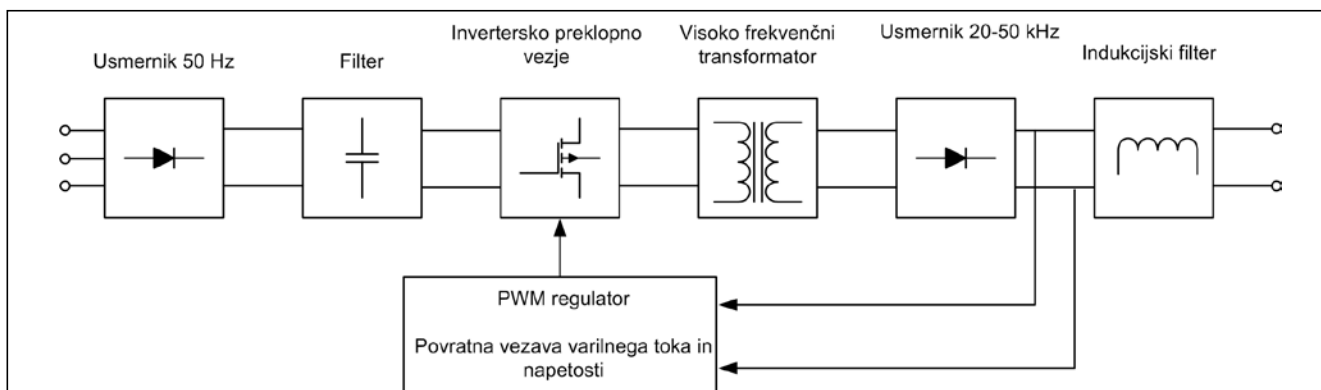 Usmernik 50 Hz
Filter
Invertersko preklopno
vezje
Visoko frekvenčni
transformator
Usmernik 20-50 kHz
Indukcijski filter
PWM regulator
Povratna vezava varilnega toka in
napetosti